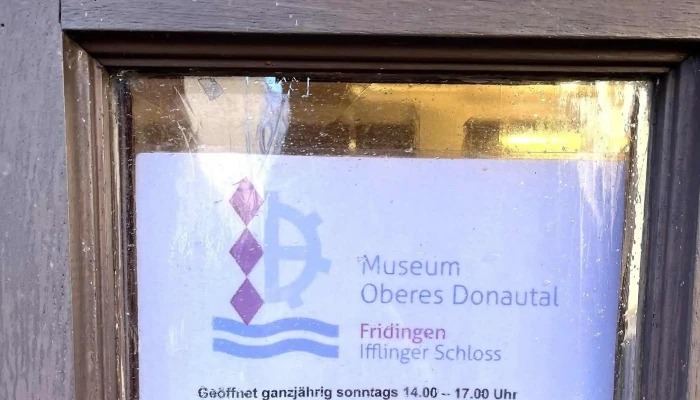 Museum
Oberes Donautal
Fridingen
Ifflinger Schloss
Geöffnet ganzjährig sonntags 14.00 – 17.00 Uhr